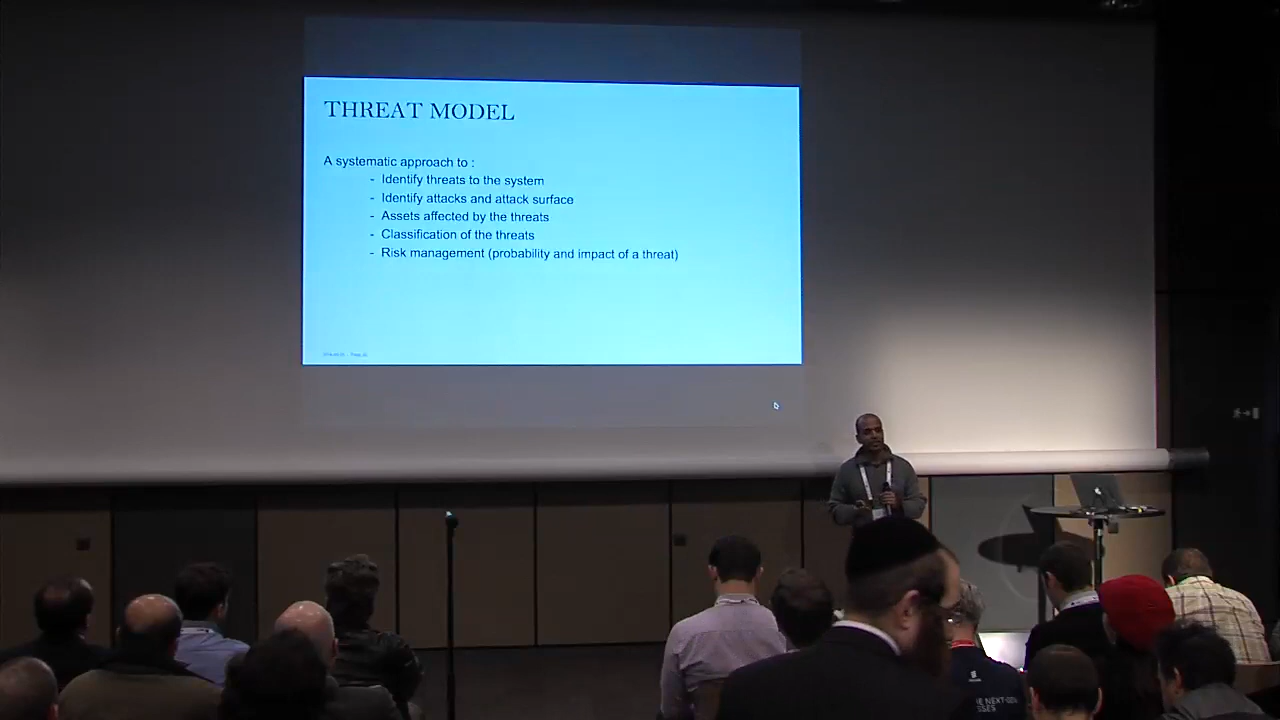 THREAT MODEL
A systematic approach to :
- Identify threats to the system
- Identify attacks and attack surface
- Assets affected by the threats
- Classification of the threats
- Risk management (probability and impact of a threat)